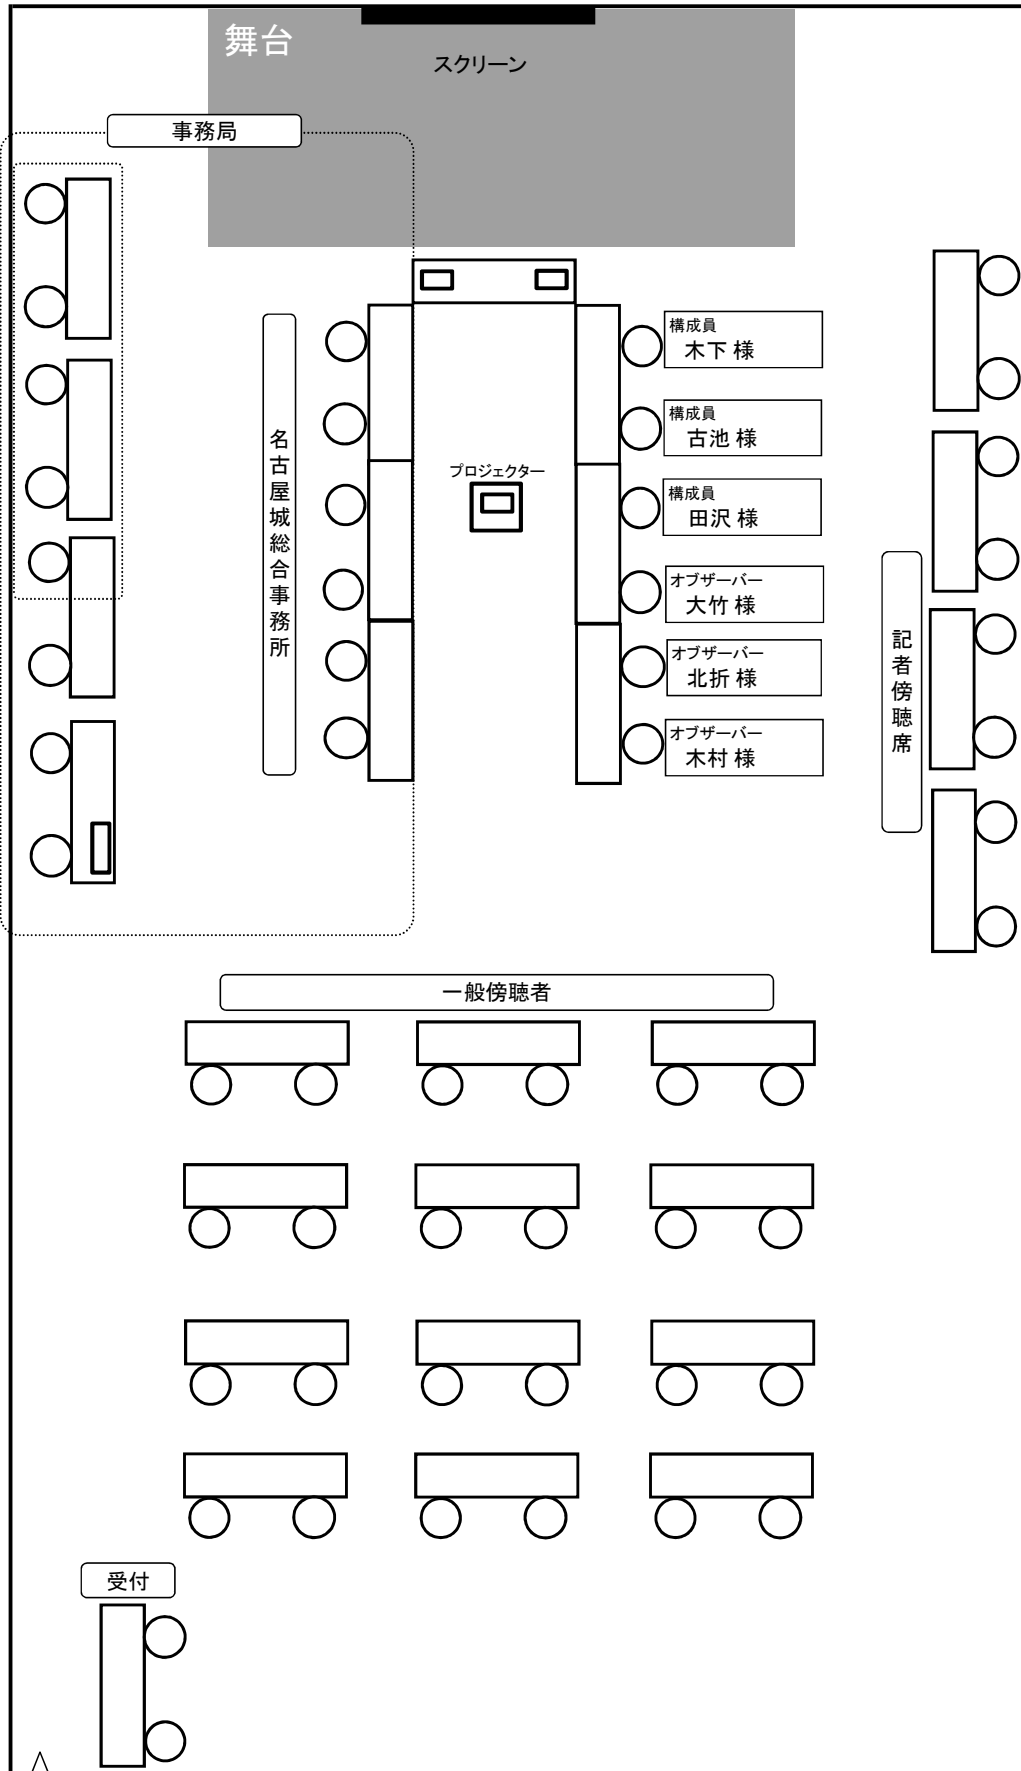 舞台
スクリーン
事務局
構成員
木下 様
構成員
古池 様
名古屋城総合事務所
プロジェクター
構成員
田沢 様
オブザーバー
大竹 様
記者傍聴席
オブザーバー
北折 様
オブザーバー
木村 様
一般傍聴者
受付